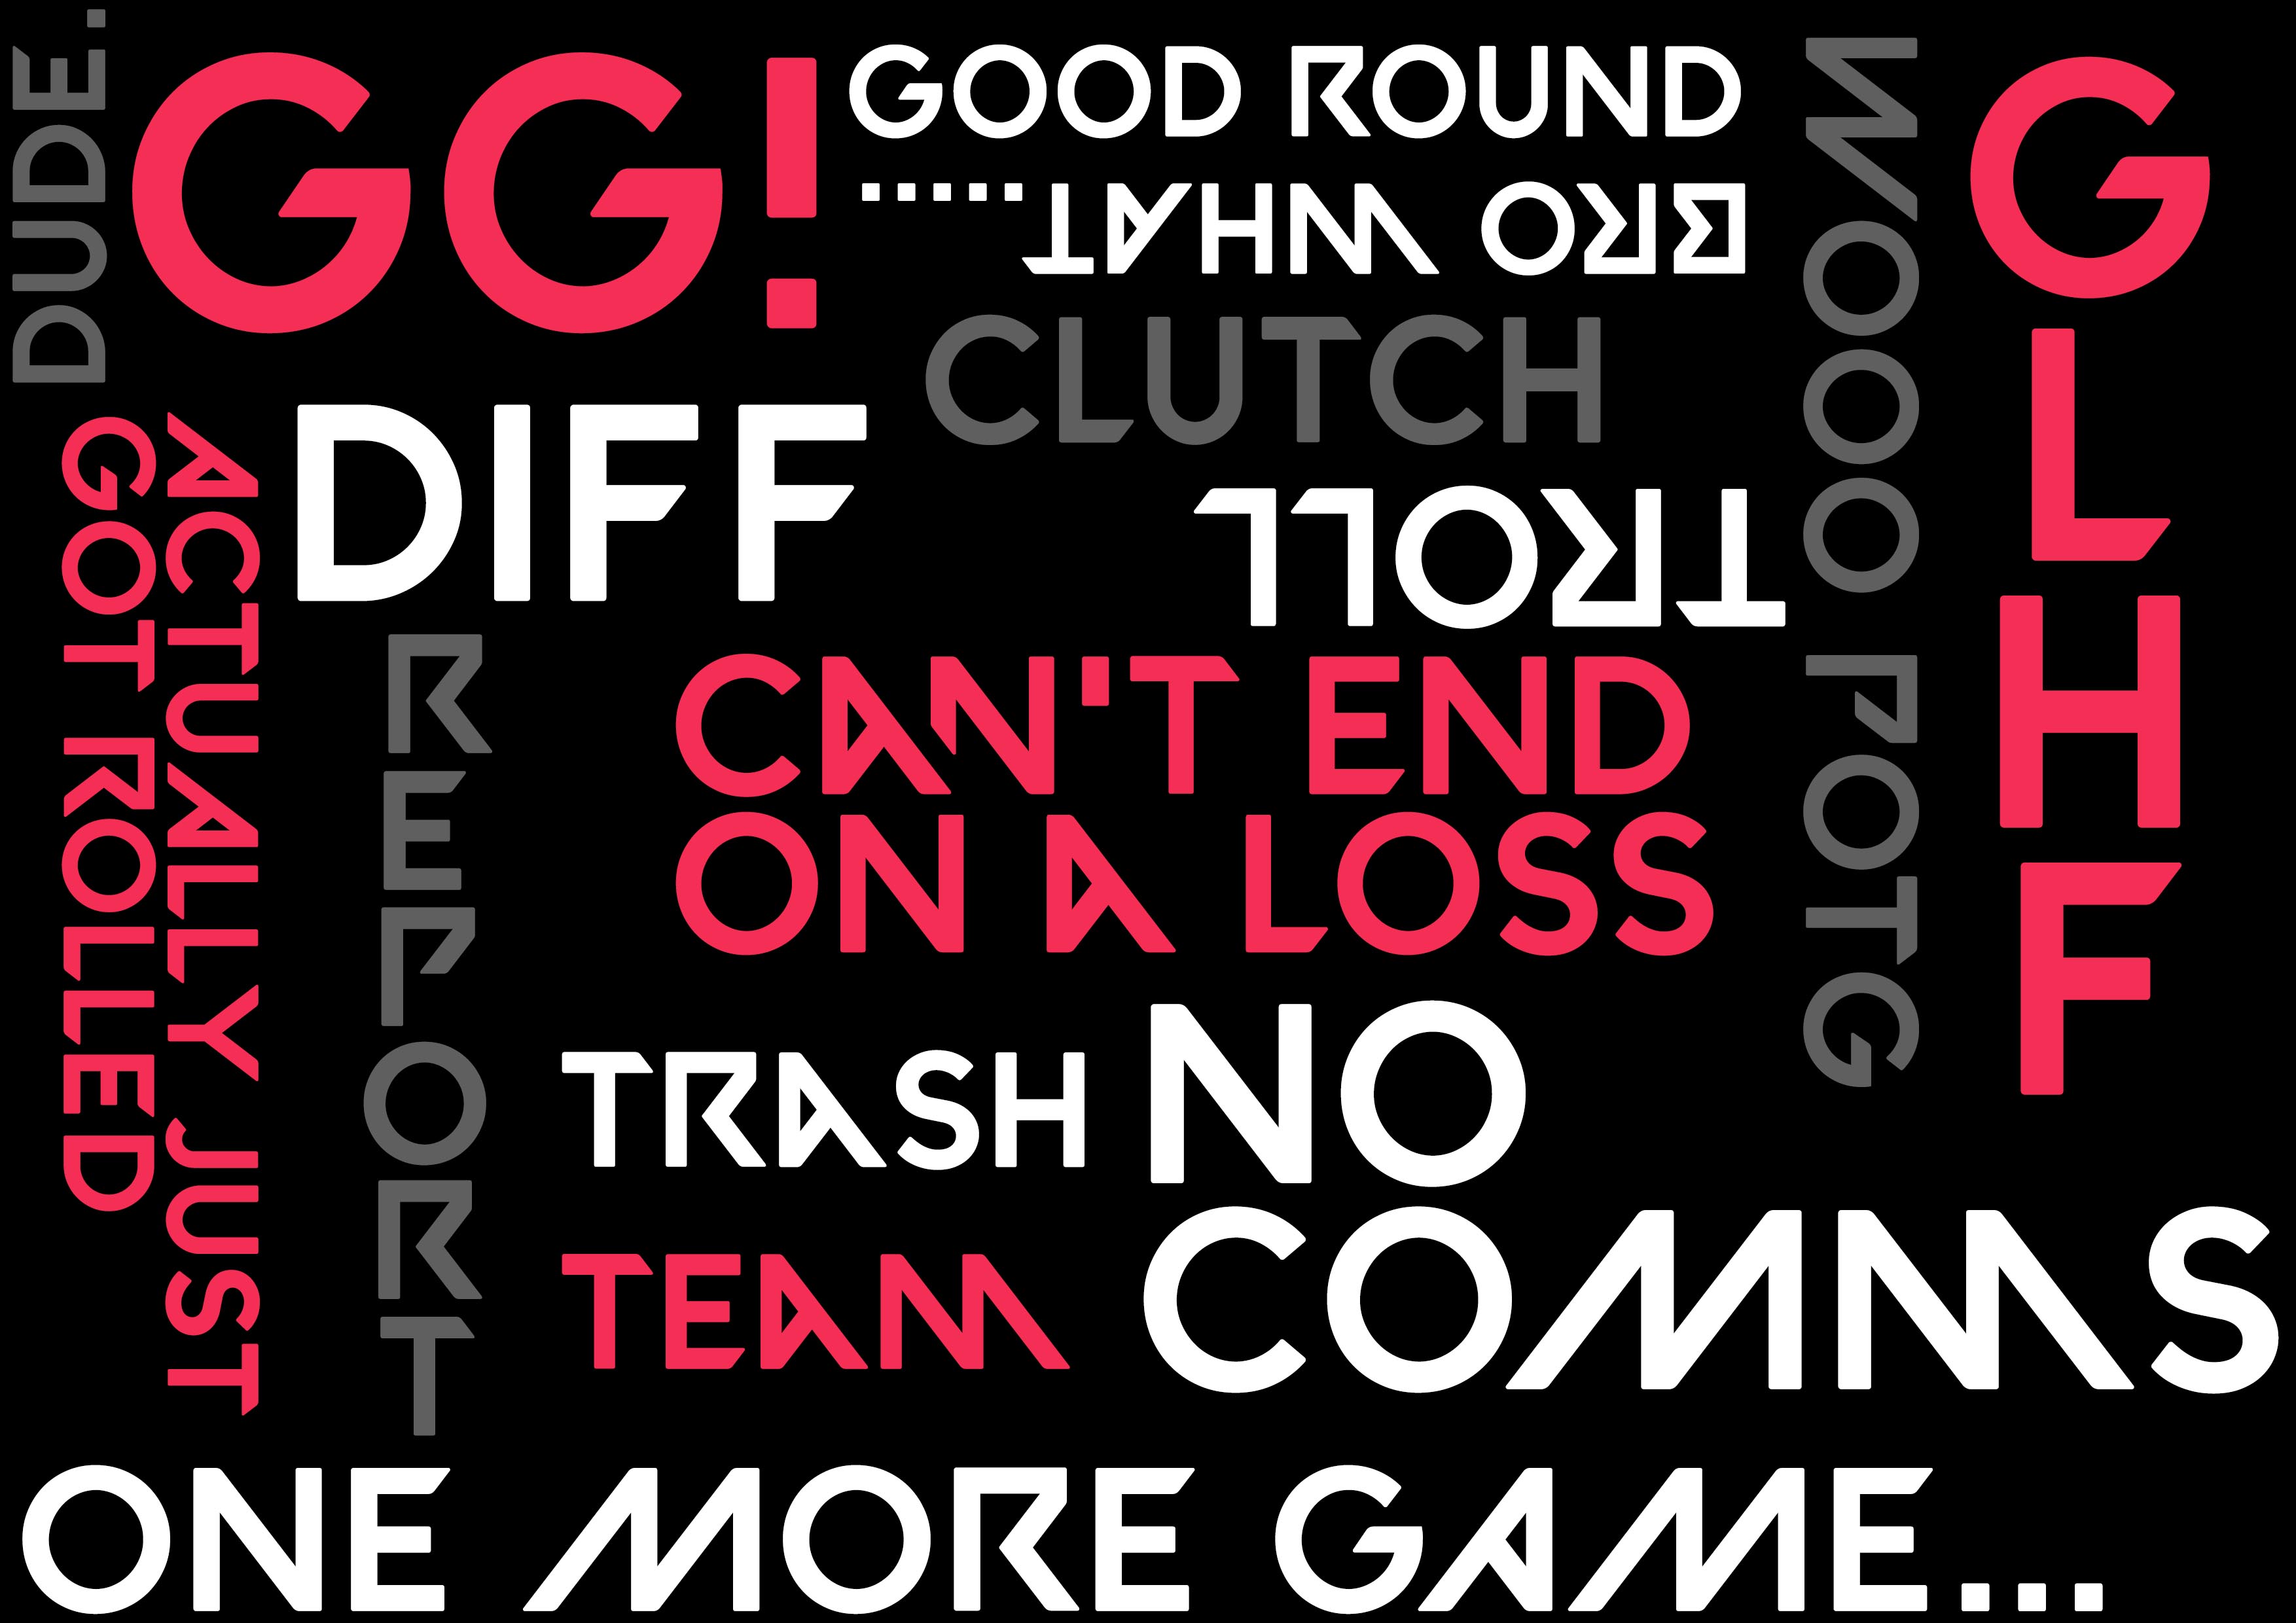 DUDE.
GG!
GOOD ROUND
BRO WHAT.....
CLUTCH
WOOO POTG
GLHF
ACTUALLY JUST
GOT ROLLED
DIFF
TROLL
REPORT
CAN'T END
ON A LOSS
TRASH
TEAM
NO
COMMS
ONE MORE GAME...